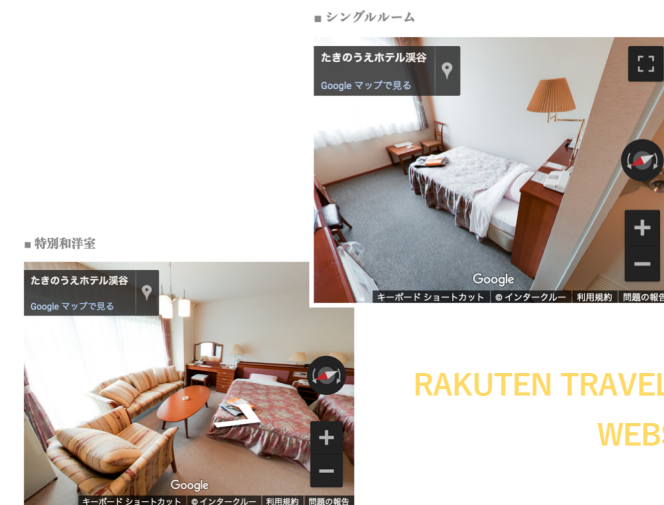 ■ シングルルーム
たきのうえホテル渓谷
Google マップで見る
Google
キーボード ショートカット
© インタークルー
利用規約
問題の報告
■ 特別和洋室
たきのうえホテル渓谷
Google マップで見る
Google
キーボード ショートカット
© インタークルー
利用規約
問題の報告
RAKUTEN TRAVEL
WEBS